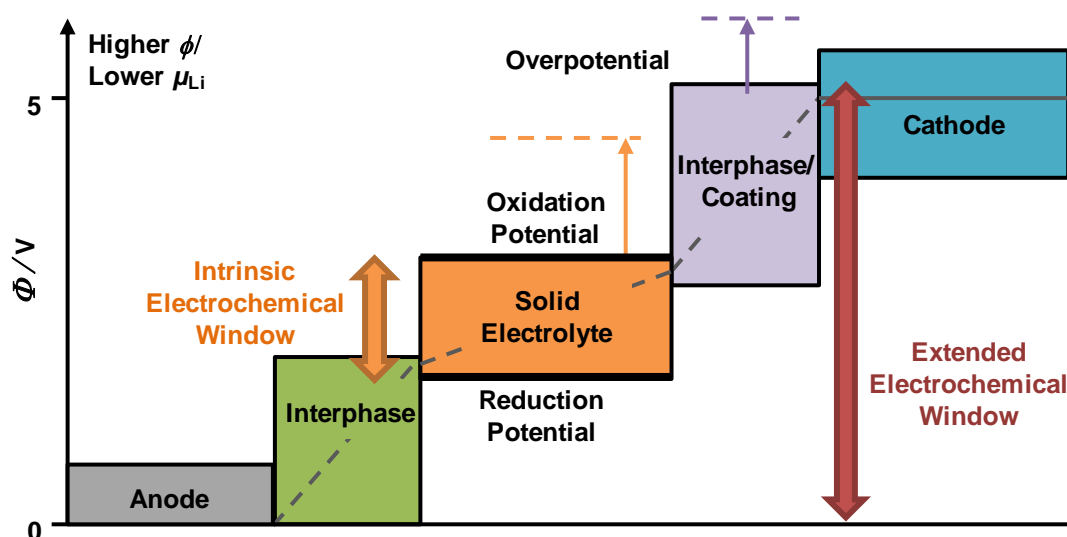 Higher ϕ/
Lower μLi
Φ/V
5
0
Overpotential
Cathode
Interphase/
Coating
Oxidation
Potential
Intrinsic
Electrochemical
Window
Solid
Electrolyte
Extended
Electrochemical
Window
Interphase
Reduction
Potential
Anode